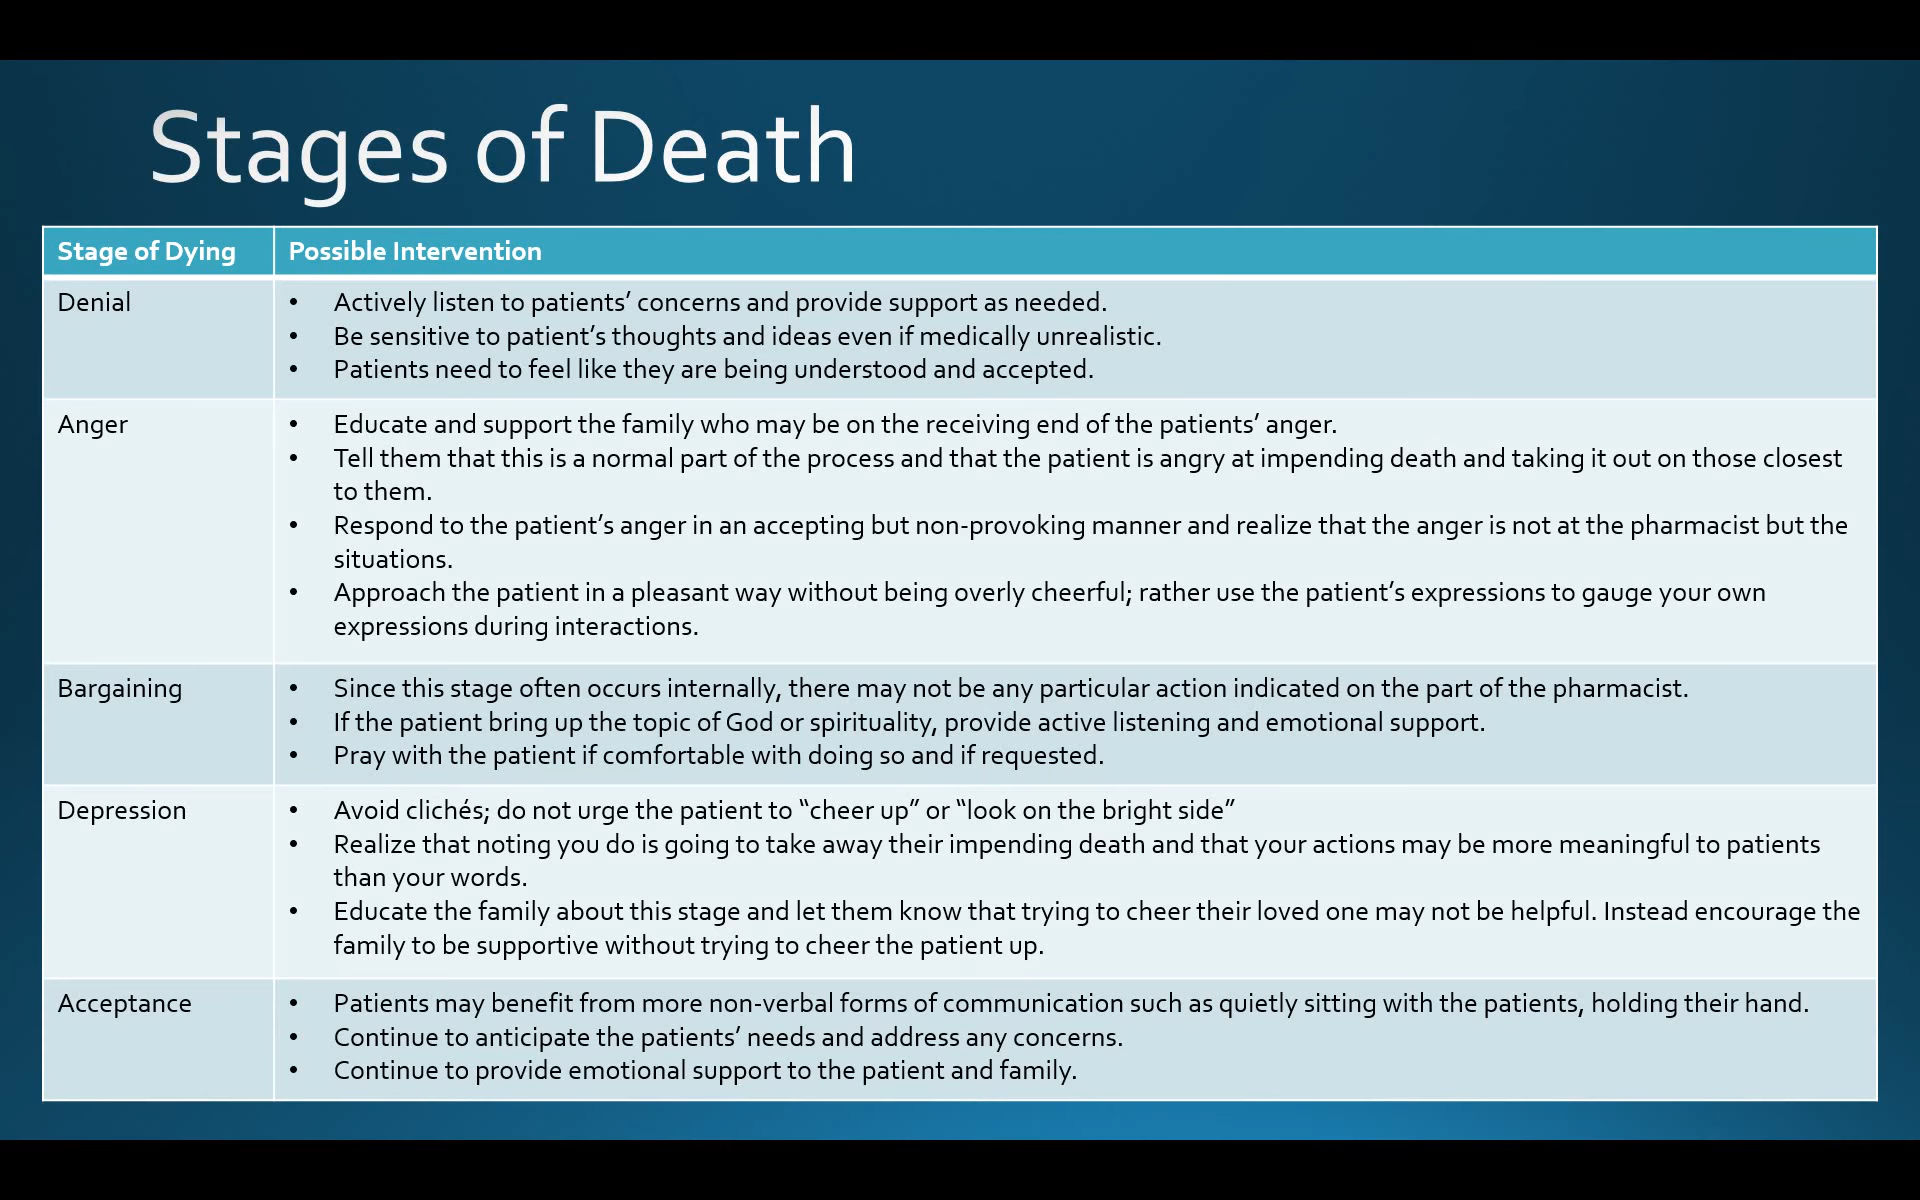 Stages of Death
Stage of Dying
Possible Intervention
Denial
• Actively listen to patients’ concerns and provide support as needed.
• Be sensitive to patient’s thoughts and ideas even if medically unrealistic.
• Patients need to feel like they are being understood and accepted.
Anger
• Educate and support the family who may be on the receiving end of the patients’ anger.
• Tell them that this is a normal part of the process and that the patient is angry at impending death and taking it out on those closest
to them.
• Respond to the patient’s anger in an accepting but non-provoking manner and realize that the anger is not at the pharmacist but the
situations.
• Approach the patient in a pleasant way without being overly cheerful; rather use the patient’s expressions to gauge your own
expressions during interactions.
Bargaining
• Since this stage often occurs internally, there may not be any particular action indicated on the part of the pharmacist.
• If the patient bring up the topic of God or spirituality, provide active listening and emotional support.
• Pray with the patient if comfortable with doing so and if requested.
Depression
• Avoid clichés; do not urge the patient to “cheer up” or “look on the bright side”
• Realize that noting you do is going to take away their impending death and that your actions may be more meaningful to patients
than your words.
• Educate the family about this stage and let them know that trying to cheer their loved one may not be helpful. Instead encourage the
family to be supportive without trying to cheer the patient up.
Acceptance
• Patients may benefit from more non-verbal forms of communication such as quietly sitting with the patients, holding their hand.
• Continue to anticipate the patients’ needs and address any concerns.
• Continue to provide emotional support to the patient and family.